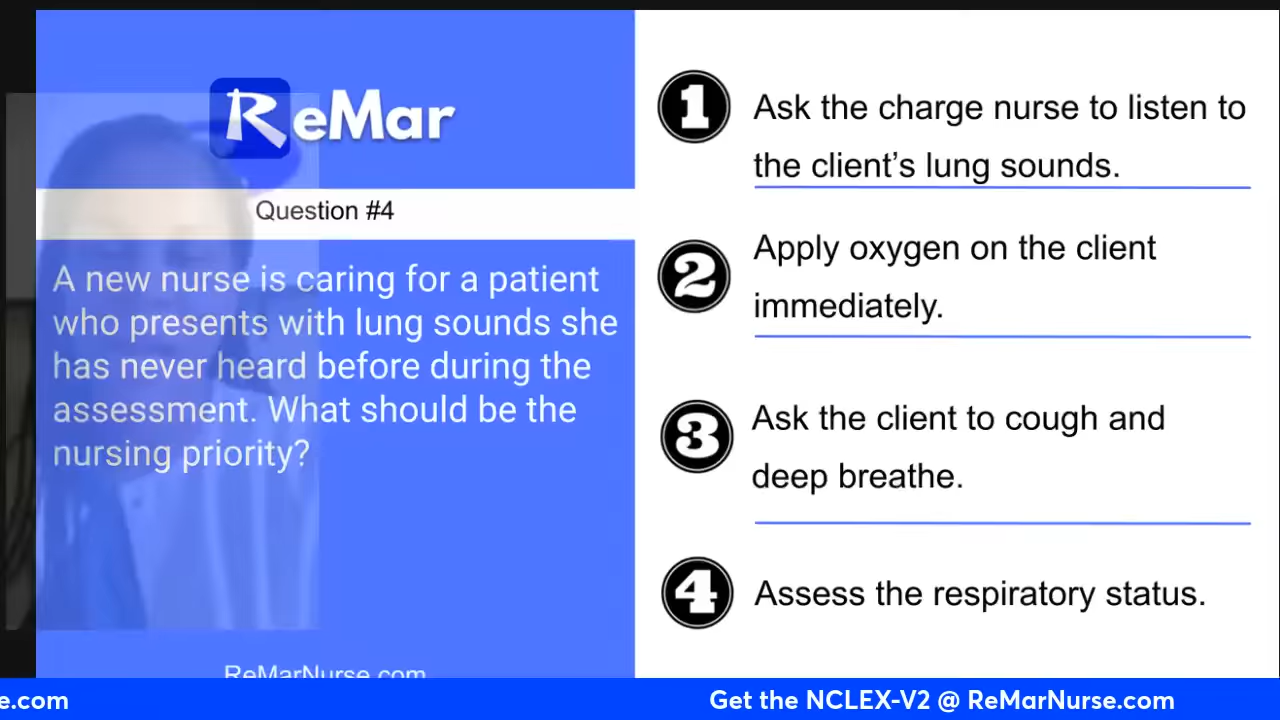 ReMar
Question #4
A new nurse is caring for a patient
who presents with lung sounds she
has never heard before during the
assessment. What should be the
nursing priority?
ReMarNurse.com
1
Ask the charge nurse to listen to
the client’s lung sounds.
2
Apply oxygen on the client
immediately.
3
Ask the client to cough and
deep breathe.
4
Assess the respiratory status.
e.com
Get the NCLEX-V2 @ ReMarNurse.com